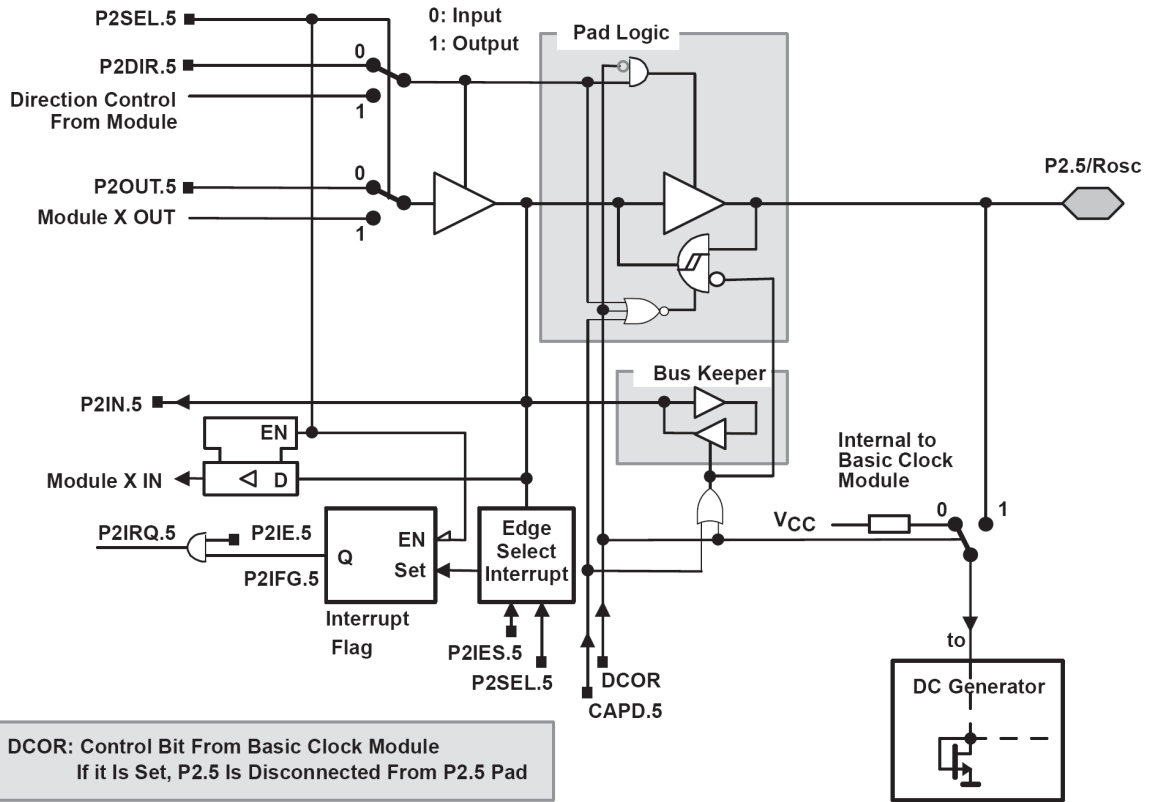 P2SEL.5
0: Input
1: Output
Pad Logic
0
P2DIR.5
Direction Control
From Module
1
P2.5/Rosc
0
P2OUT.5
Module X OUT
1
Bus Keeper
P2IN.5
EN
Internal to
Basic Clock
Module
Module X IN
D
0
1
VCC
P2IRQ.5
P2IE.5
P2IFG.5
Q
EN
Set
Edge
Select
Interrupt
Interrupt
Flag
P2IES.5
P2SEL.5
DCOR
CAPD.5
to
DC Generator
DCOR: Control Bit From Basic Clock Module
If it Is Set, P2.5 Is Disconnected From P2.5 Pad